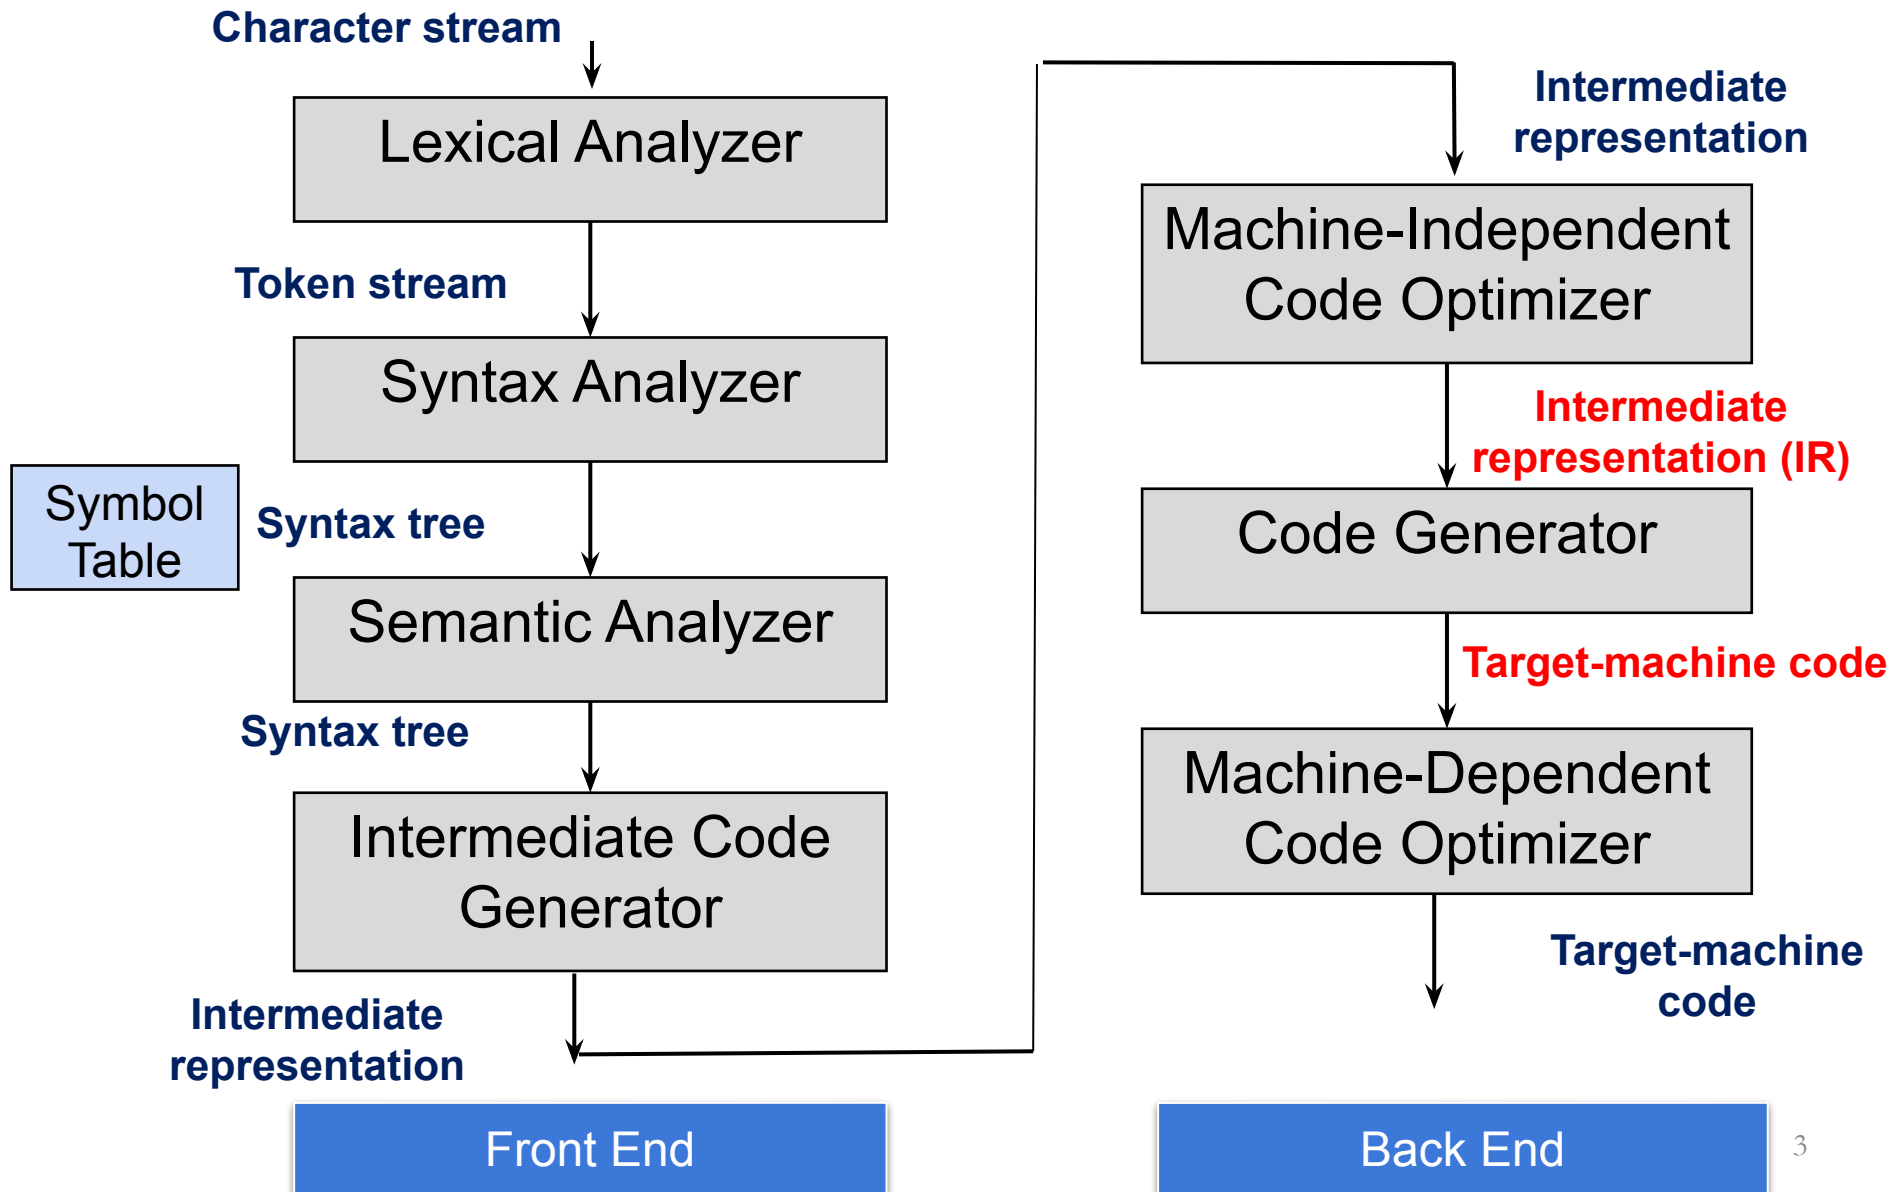 Character stream
Lexical Analyzer
Token stream
Syntax Analyzer
Symbol
Table
Syntax tree
Semantic Analyzer
Syntax tree
Intermediate Code
Generator
Intermediate
representation
Front End
Intermediate
representation
Machine-Independent
Code Optimizer
Intermediate
representation (IR)
Code Generator
Target-machine code
Machine-Dependent
Code Optimizer
Target-machine
code
Back End
3